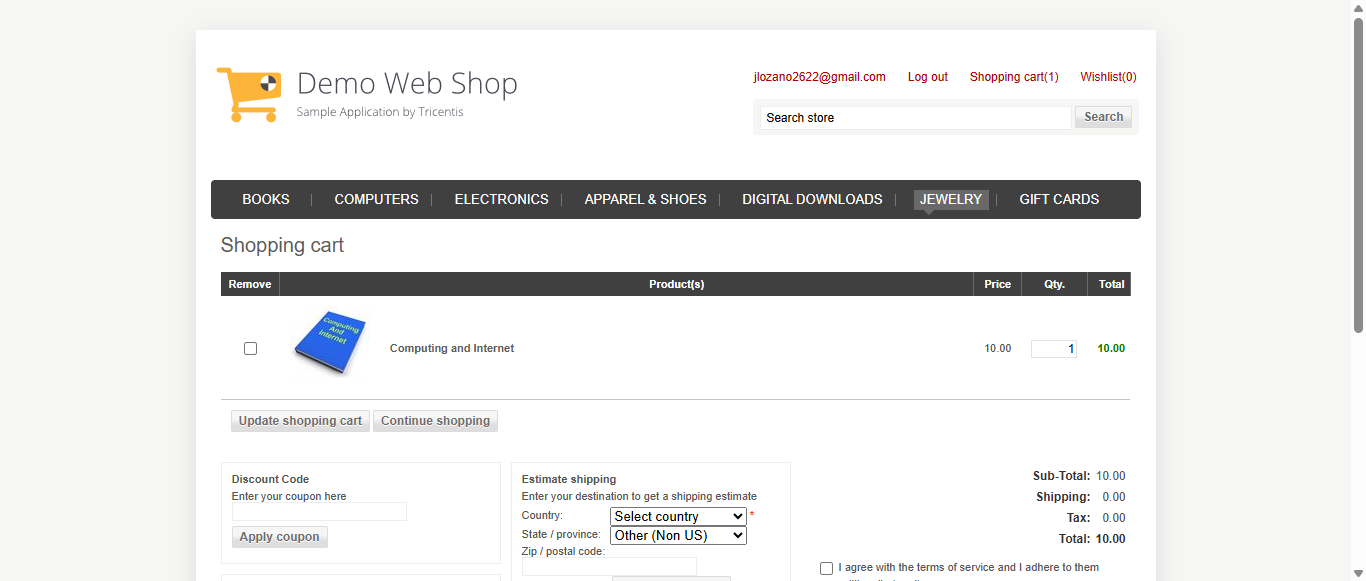 Demo Web Shop
Sample Application by Tricentis
jlozano2622@gmail.com Log out Shopping cart(1) Wishlist(0)
Search store Search
BOOKS COMPUTERS ELECTRONICS APPAREL & SHOES DIGITAL DOWNLOADS JEWELRY GIFT CARDS
Shopping cart
Remove Product(s) Price Qty. Total
Computing
And
Internet
Computing and Internet 10.00 1 10.00
Update shopping cart Continue shopping
Discount Code
Enter your coupon here
Apply coupon
Estimate shipping
Enter your destination to get a shipping estimate
Country: Select country *
State / province: Other (Non US)
Zip / postal code:
Sub-Total: 10.00
Shipping: 0.00
Tax: 0.00
Total: 10.00
I agree with the terms of service and I adhere to them